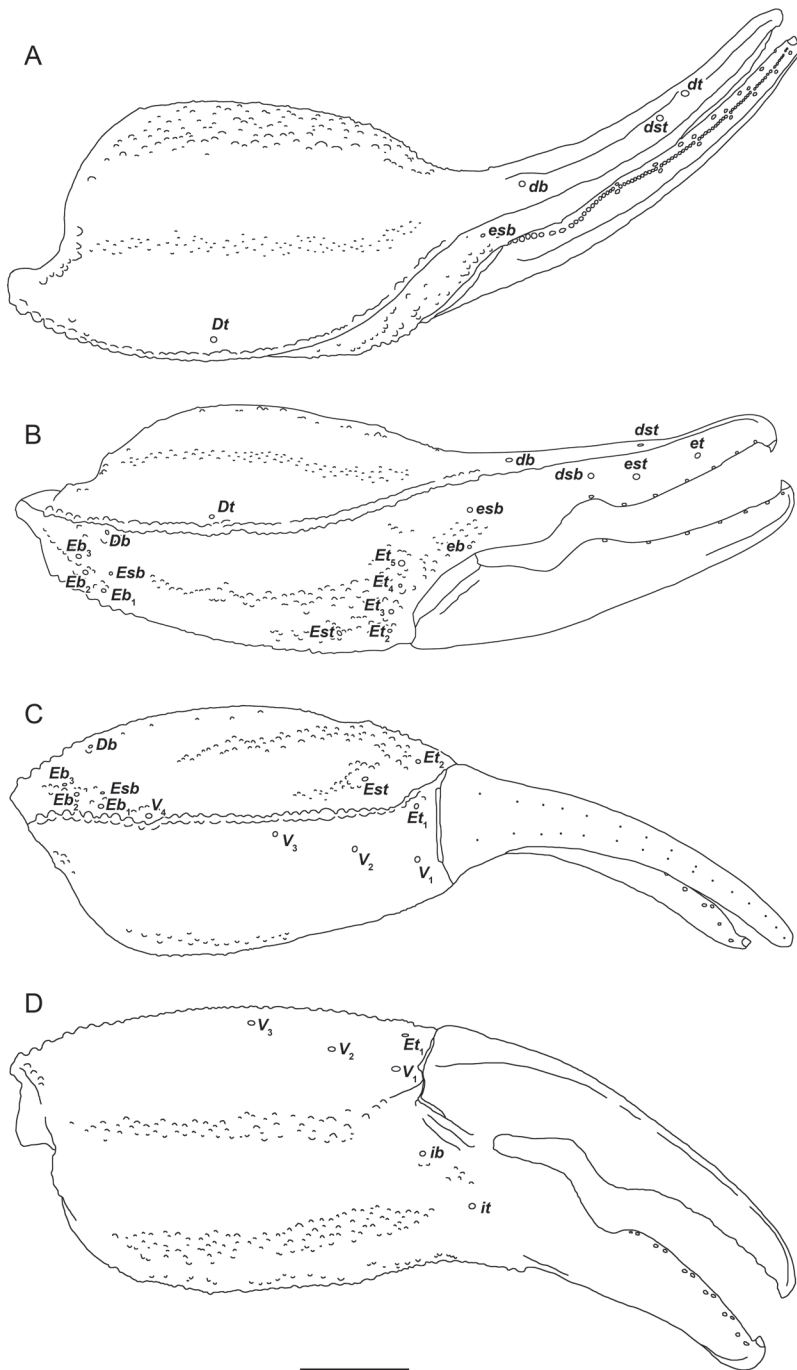 A
dt
dst
db
esb
Dt
B
dst
et
db
dsb
est
Dt
esb
Db
Eb3
eb
Et5
Esb
Eb2
Et4
Eb1
Et3
Est
Et2
C
Db
Et2
Eb3
Esb
Est
Eb2
Eb1
V4
Et1
V3
V2
V1
D
V3
Et1
V2
V1
ib
it